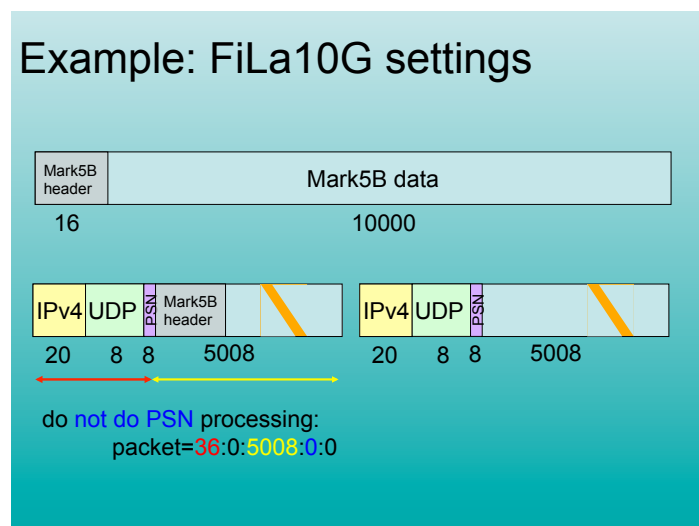 Example: FiLa10G settings
Mark5B
header
Mark5B data
16
10000
IPv4 UDP PSN Mark5B
header
IPv4 UDP PSN
20 8 8 5008
20 8 8 5008
do not do PSN processing:
packet=36:0:5008:0:0